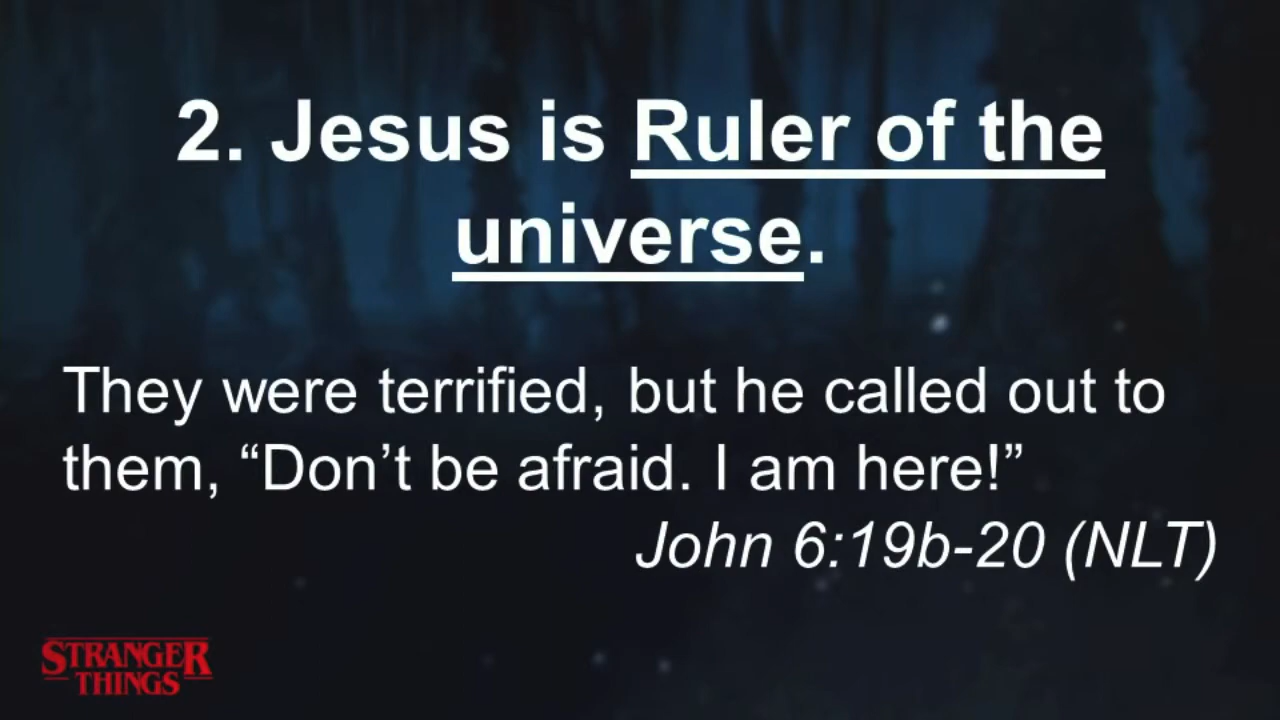 2. Jesus is Ruler of the
universe.
They were terrified, but he called out to
them, “Don’t be afraid. I am here!”
John 6:19b-20 (NLT)
STRANGER
THINGS